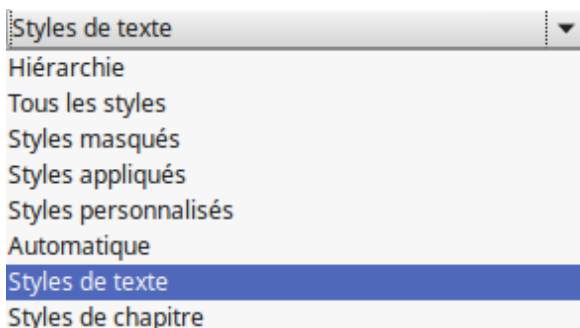 Styles de texte
Hiérarchie
Tous les styles
Styles masqués
Styles appliqués
Styles personnalisés
Automatique
Styles de texte
Styles de chapitre